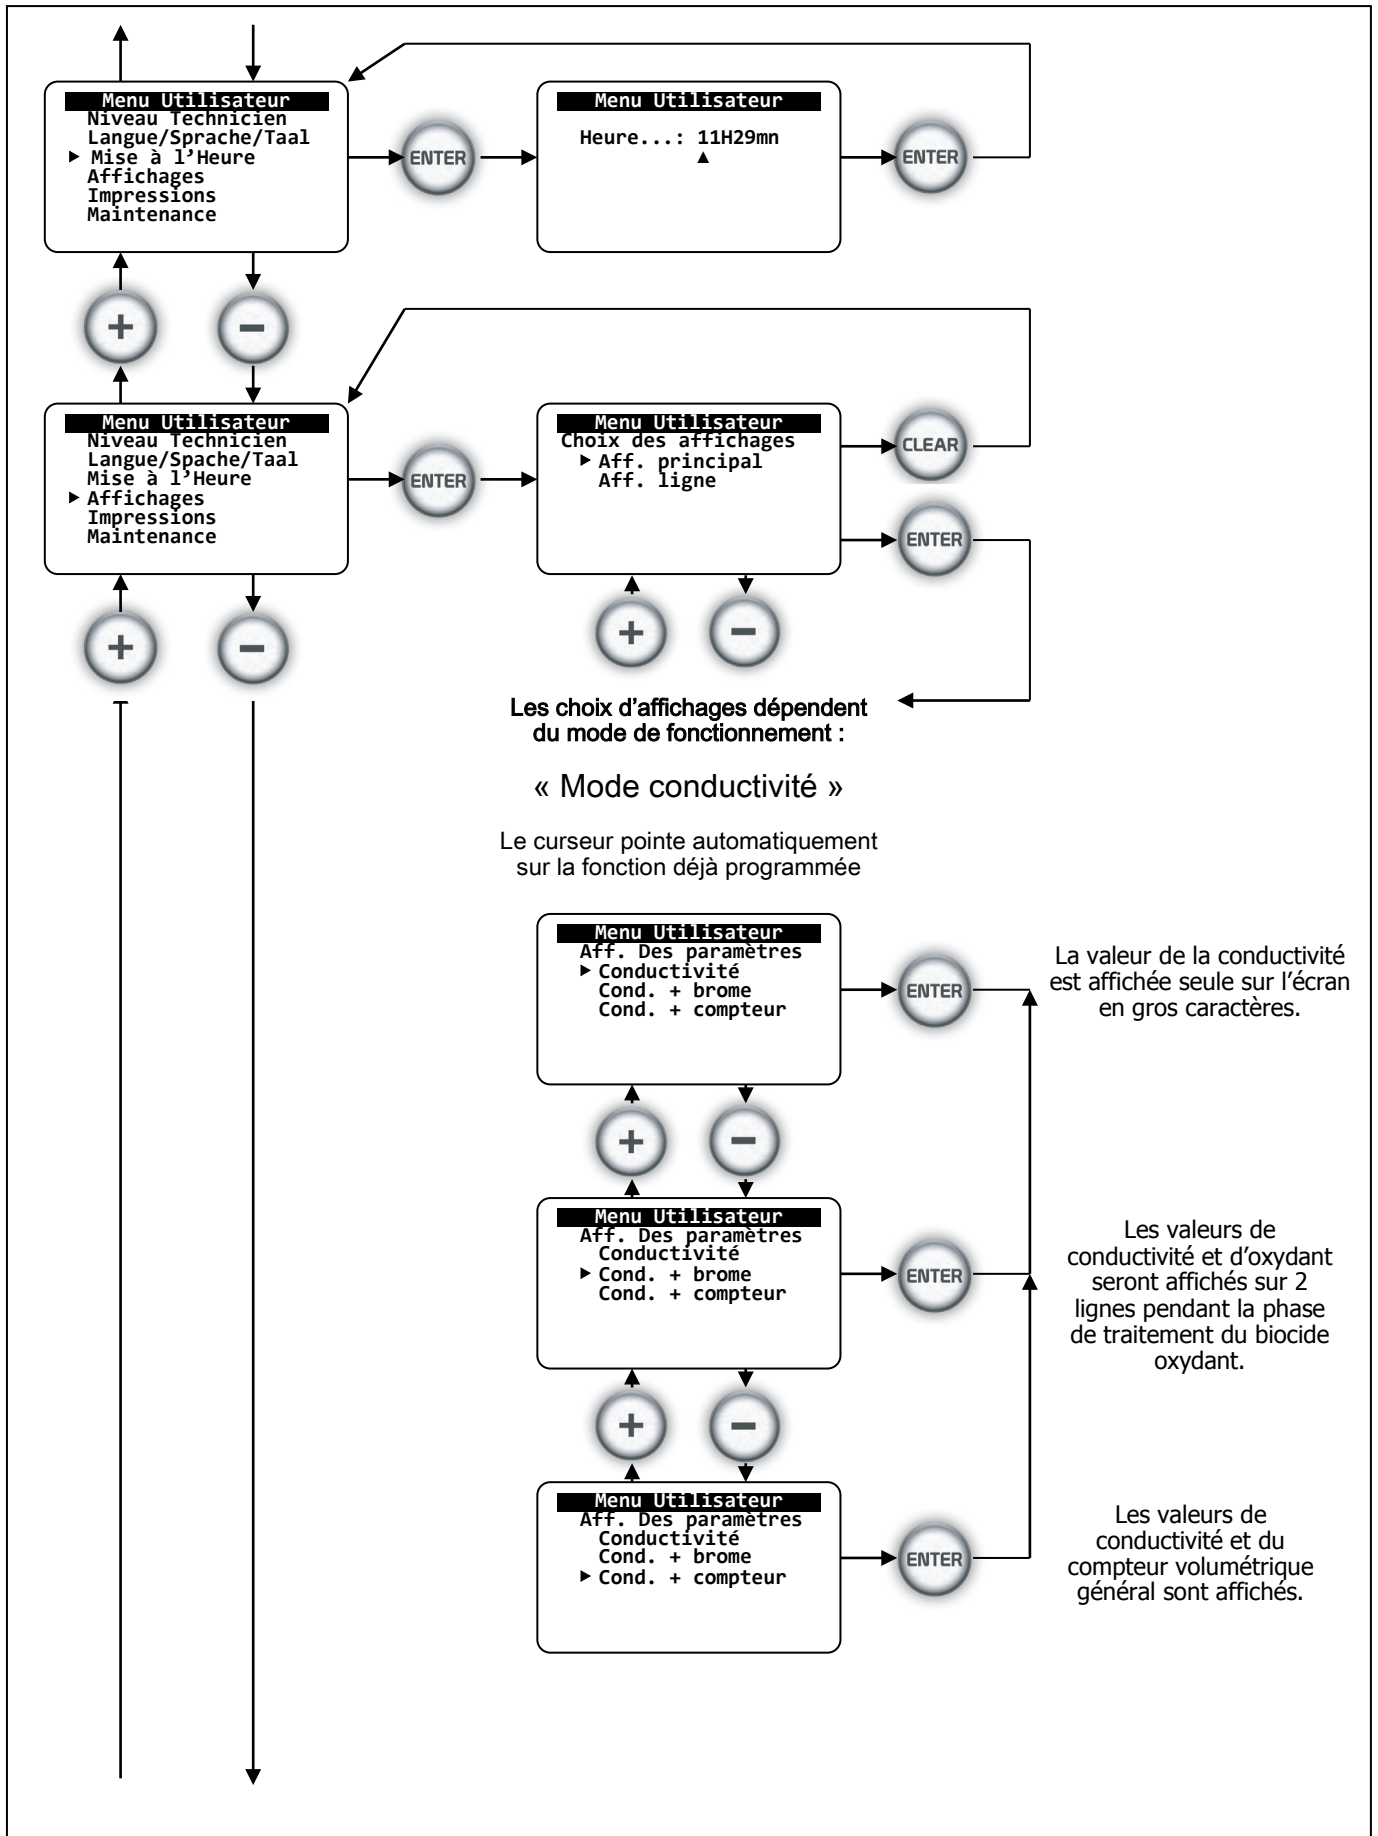 Menu Utilisateur
Niveau Technicien
Langue/Sprache/Taal
▶ Mise à l’Heure
Affichages
Impressions
Maintenance
ENTER
Menu Utilisateur
Heure...: 11H29mn
▲
ENTER
+
−
Menu Utilisateur
Niveau Technicien
Langue/Spache/Taal
Mise à l’Heure
▶ Affichages
Impressions
Maintenance
ENTER
Menu Utilisateur
Choix des affichages
▶ Aff. principal
Aff. ligne
CLEAR
ENTER
+
−
+
−
Les choix d’affichages dépendent
du mode de fonctionnement :
« Mode conductivité »
Le curseur pointe automatiquement
sur la fonction déjà programmée
Menu Utilisateur
Aff. Des paramètres
▶ Conductivité
Cond. + brome
Cond. + compteur
ENTER
La valeur de la conductivité
est affichée seule sur l’écran
en gros caractères.
+
−
Menu Utilisateur
Aff. Des paramètres
Conductivité
▶ Cond. + brome
Cond. + compteur
ENTER
Les valeurs de
conductivité et d’oxydant
seront affichés sur 2
lignes pendant la phase
de traitement du biocide
oxydant.
+
−
Menu Utilisateur
Aff. Des paramètres
Conductivité
Cond. + brome
▶ Cond. + compteur
ENTER
Les valeurs de
conductivité et du
compteur volumétrique
général sont affichés.